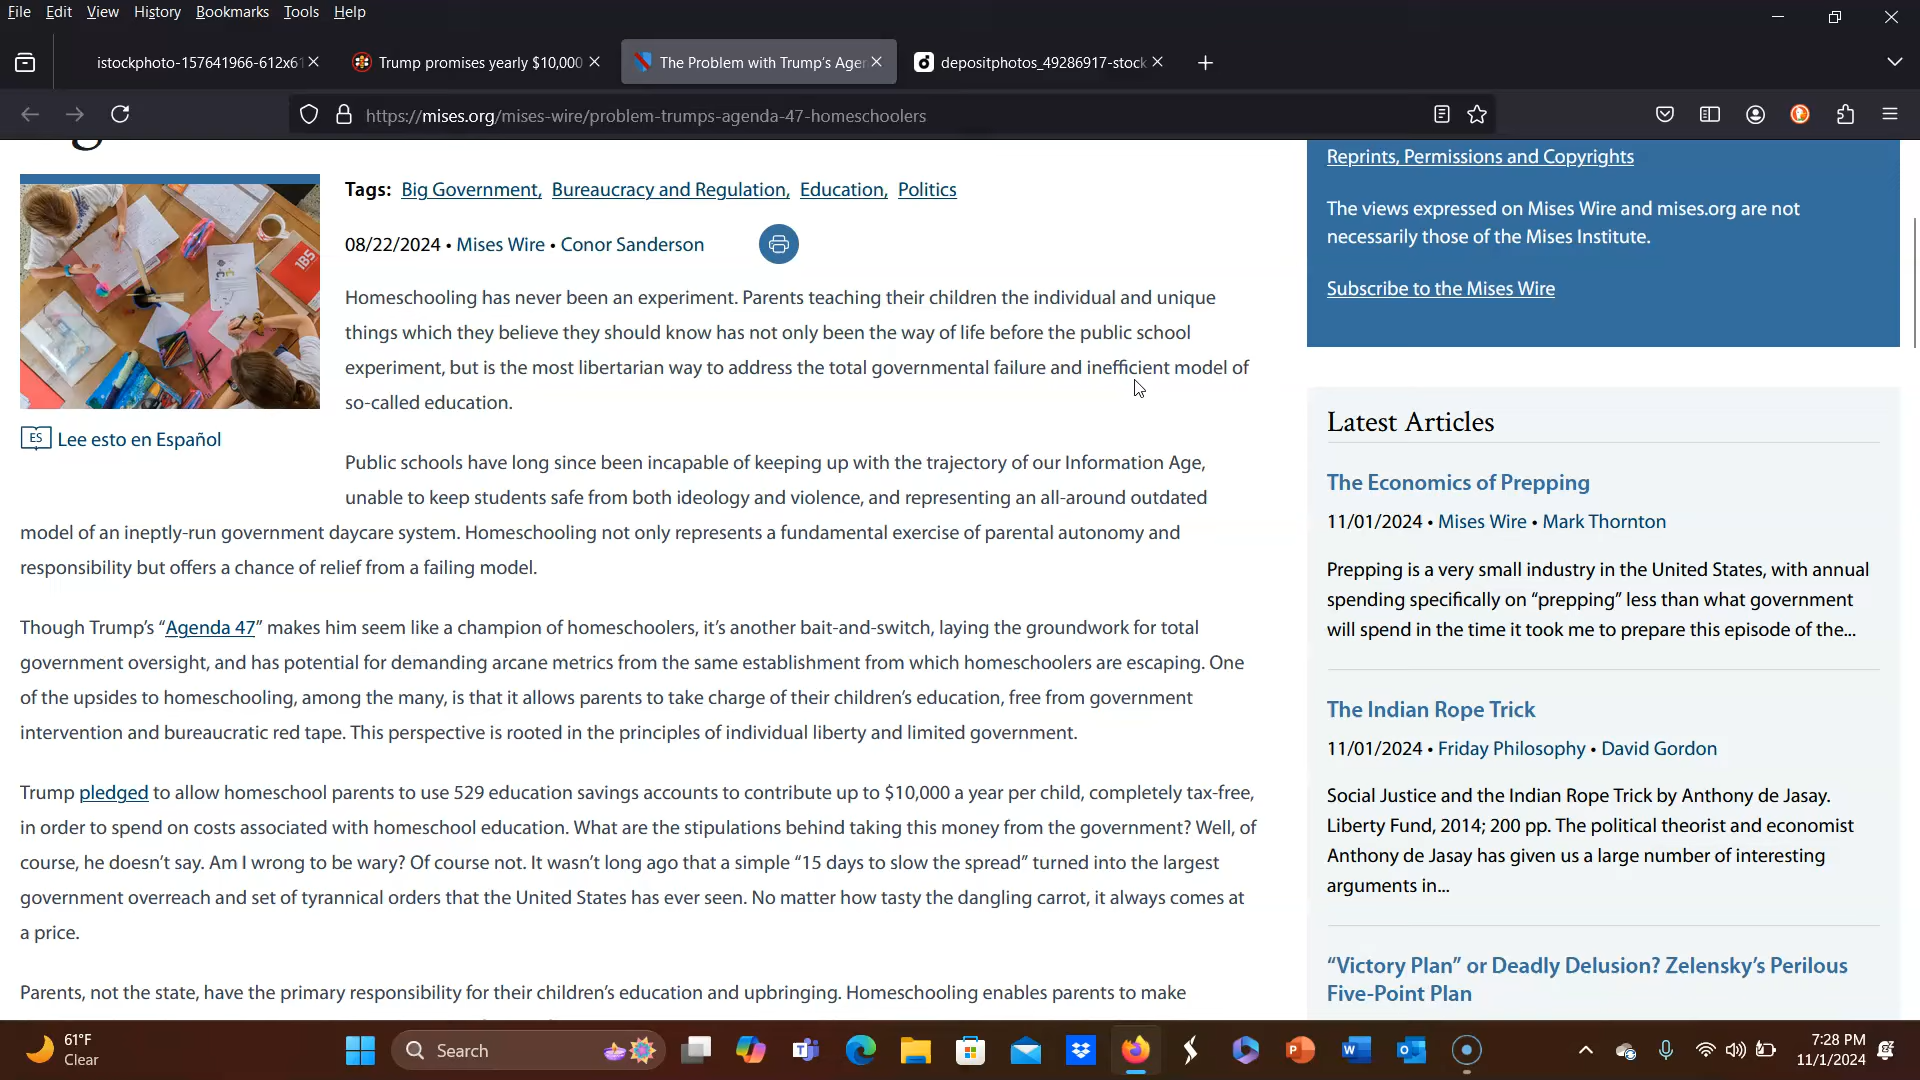 File Edit View History Bookmarks Tools Help
istockphoto-157641966-612x61
Trump promises yearly $10,000
The Problem with Trump’s Agen
depositphotos_49286917-stock
https://mises.org/mises-wire/problem-trumps-agenda-47-homeschoolers
Tags: Big Government, Bureaucracy and Regulation, Education, Politics
08/22/2024 • Mises Wire • Conor Sanderson
Homeschooling has never been an experiment. Parents teaching their children the individual and unique
things which they believe they should know has not only been the way of life before the public school
experiment, but is the most libertarian way to address the total governmental failure and inefficient model of
so-called education.
ES Lee esto en Español
Public schools have long since been incapable of keeping up with the trajectory of our Information Age,
unable to keep students safe from both ideology and violence, and representing an all-around outdated
model of an ineptly-run government daycare system. Homeschooling not only represents a fundamental exercise of parental autonomy and
responsibility but offers a chance of relief from a failing model.
Though Trump’s “Agenda 47” makes him seem like a champion of homeschoolers, it’s another bait-and-switch, laying the groundwork for total
government oversight, and has potential for demanding arcane metrics from the same establishment from which homeschoolers are escaping. One
of the upsides to homeschooling, among the many, is that it allows parents to take charge of their children’s education, free from government
intervention and bureaucratic red tape. This perspective is rooted in the principles of individual liberty and limited government.
Trump pledged to allow homeschool parents to use 529 education savings accounts to contribute up to $10,000 a year per child, completely tax-free,
in order to spend on costs associated with homeschool education. What are the stipulations behind taking this money from the government? Well, of
course, he doesn’t say. Am I wrong to be wary? Of course not. It wasn’t long ago that a simple “15 days to slow the spread” turned into the largest
government overreach and set of tyrannical orders that the United States has ever seen. No matter how tasty the dangling carrot, it always comes at
a price.
Parents, not the state, have the primary responsibility for their children’s education and upbringing. Homeschooling enables parents to make
Reprints, Permissions and Copyrights
The views expressed on Mises Wire and mises.org are not
necessarily those of the Mises Institute.
Subscribe to the Mises Wire
Latest Articles
The Economics of Prepping
11/01/2024 • Mises Wire • Mark Thornton
Prepping is a very small industry in the United States, with annual
spending specifically on “prepping” less than what government
will spend in the time it took me to prepare this episode of the...
The Indian Rope Trick
11/01/2024 • Friday Philosophy • David Gordon
Social Justice and the Indian Rope Trick by Anthony de Jasay.
Liberty Fund, 2014; 200 pp. The political theorist and economist
Anthony de Jasay has given us a large number of interesting
arguments in...
“Victory Plan” or Deadly Delusion? Zelensky’s Perilous
Five-Point Plan
61°F
Clear
Search
7:28 PM
11/1/2024